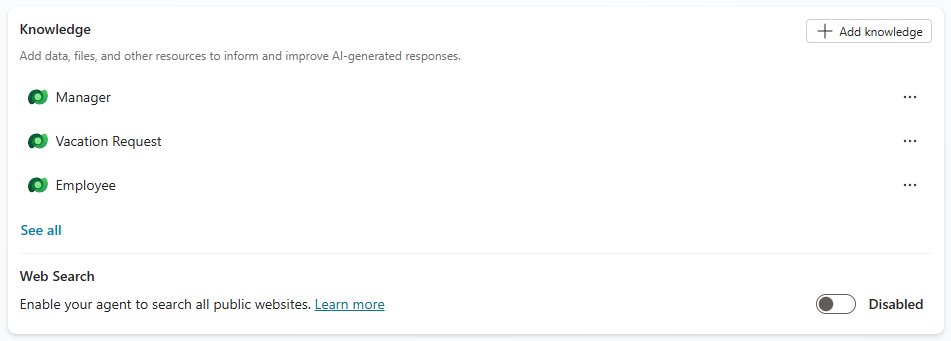 Knowledge
Add knowledge
Add data, files, and other resources to inform and improve AI-generated responses.
Manager
Vacation Request
Employee
See all
Web Search
Enable your agent to search all public websites. Learn more
Disabled